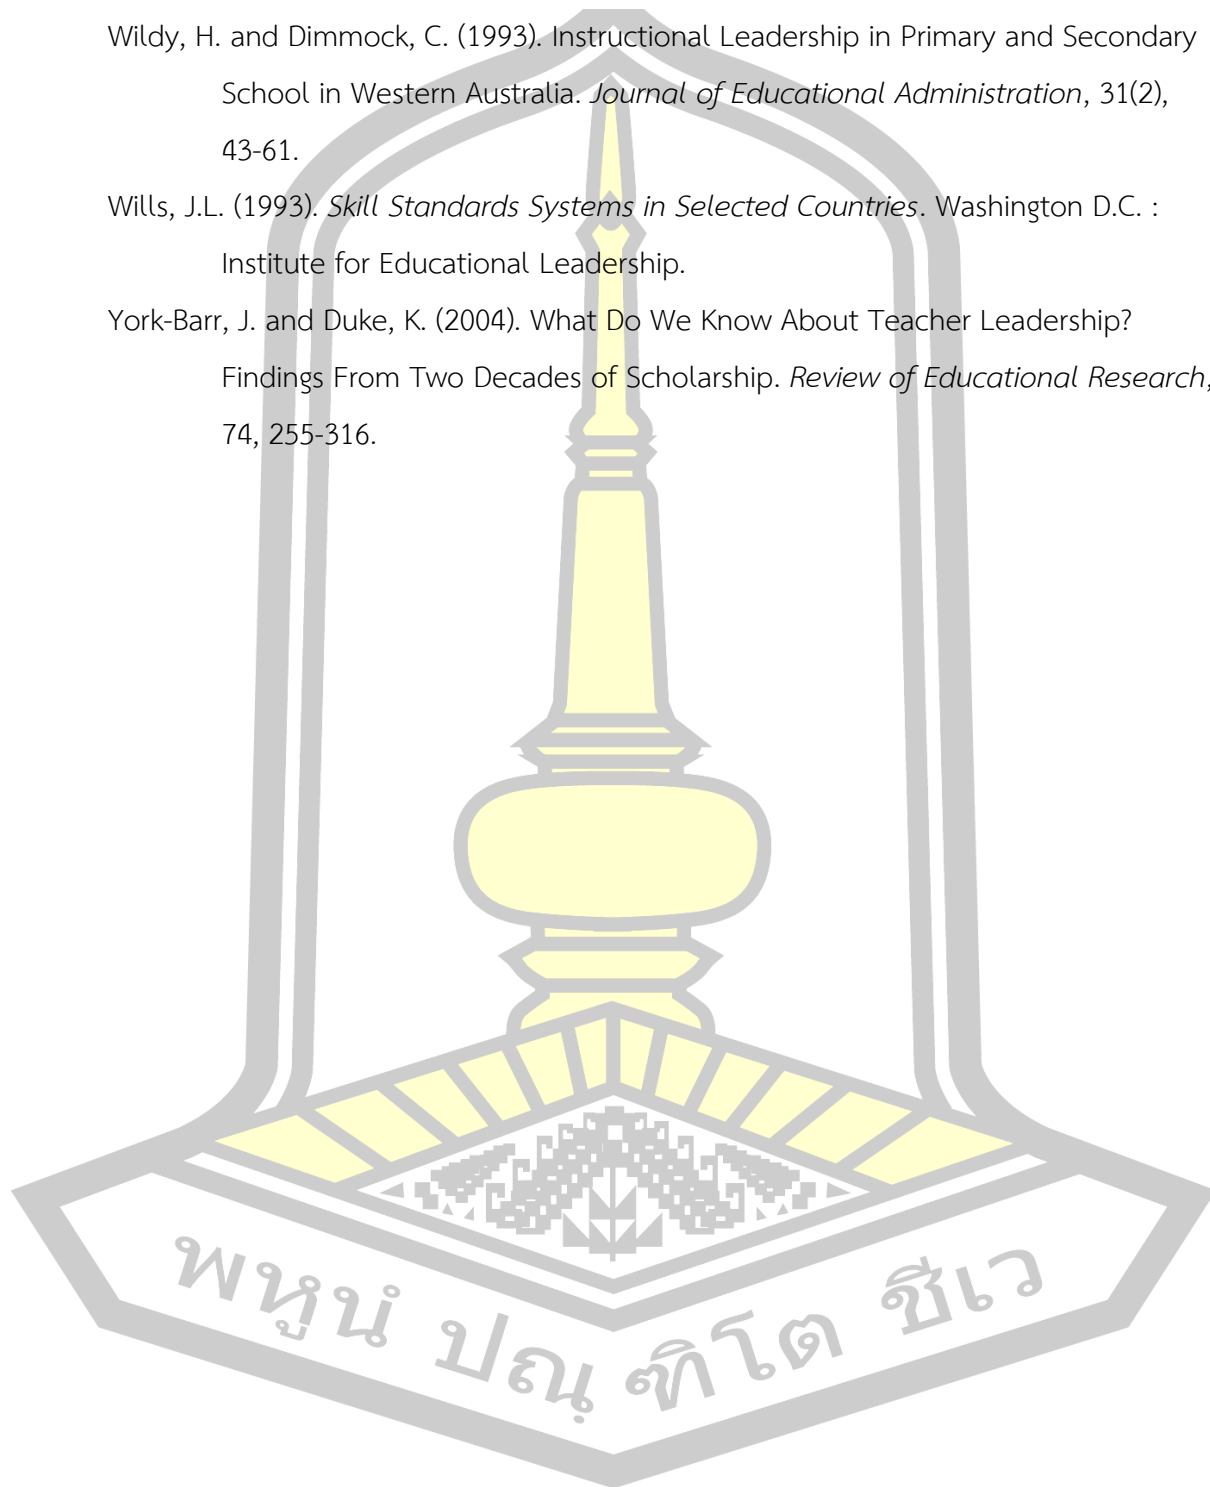 Wildy, H. and Dimmock, C. (1993). Instructional Leadership in Primary and Secondary
School in Western Australia. Journal of Educational Administration, 31(2),
43-61.
Wills, J.L. (1993). Skill Standards Systems in Selected Countries. Washington D.C. :
Institute for Educational Leadership.
York-Barr, J. and Duke, K. (2004). What Do We Know About Teacher Leadership?
Findings From Two Decades of Scholarship. Review of Educational Research,
74, 255-316.
พหูนํ ปณฺฑิโต ชีเว